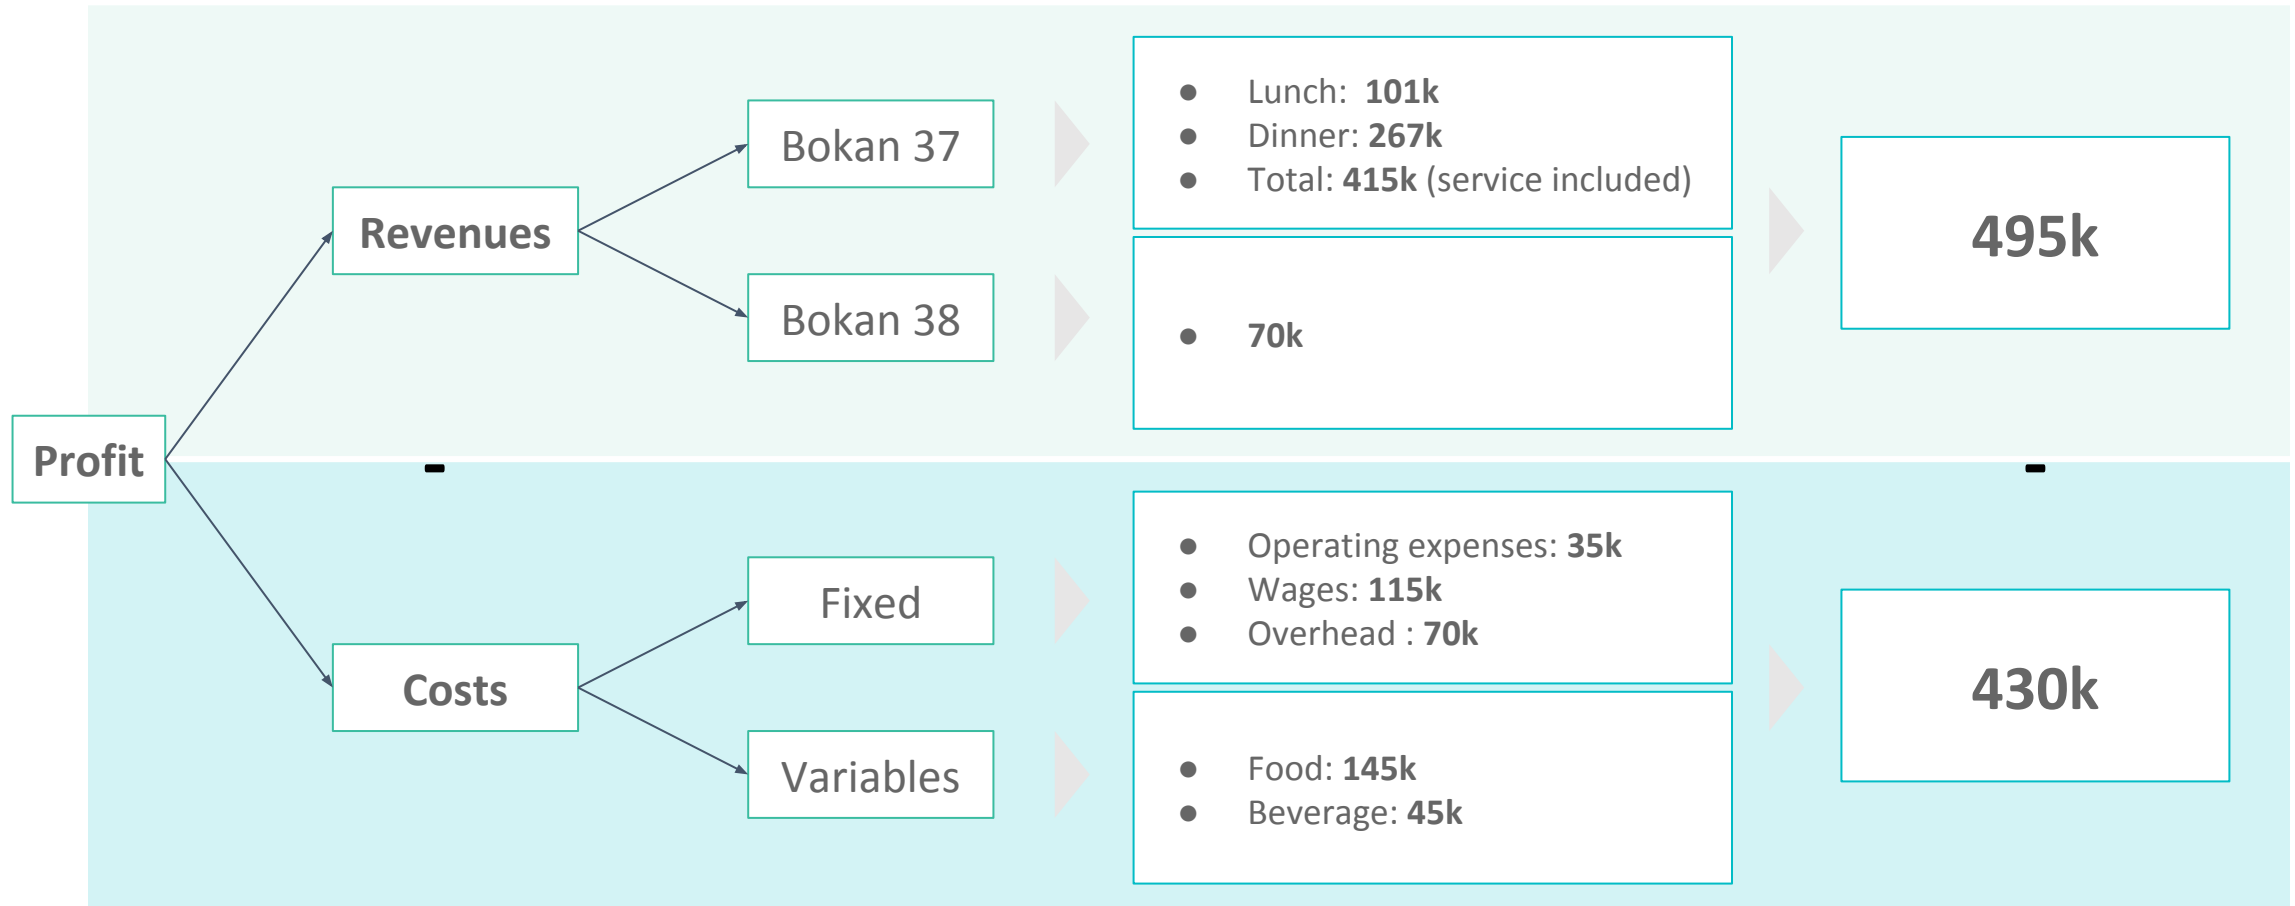 Profit
Revenues
Bokan 37
● Lunch: 101k
● Dinner: 267k
● Total: 415k (service included)
Bokan 38
● 70k
495k
-
-
Costs
Fixed
● Operating expenses: 35k
● Wages: 115k
● Overhead : 70k
Variables
● Food: 145k
● Beverage: 45k
430k